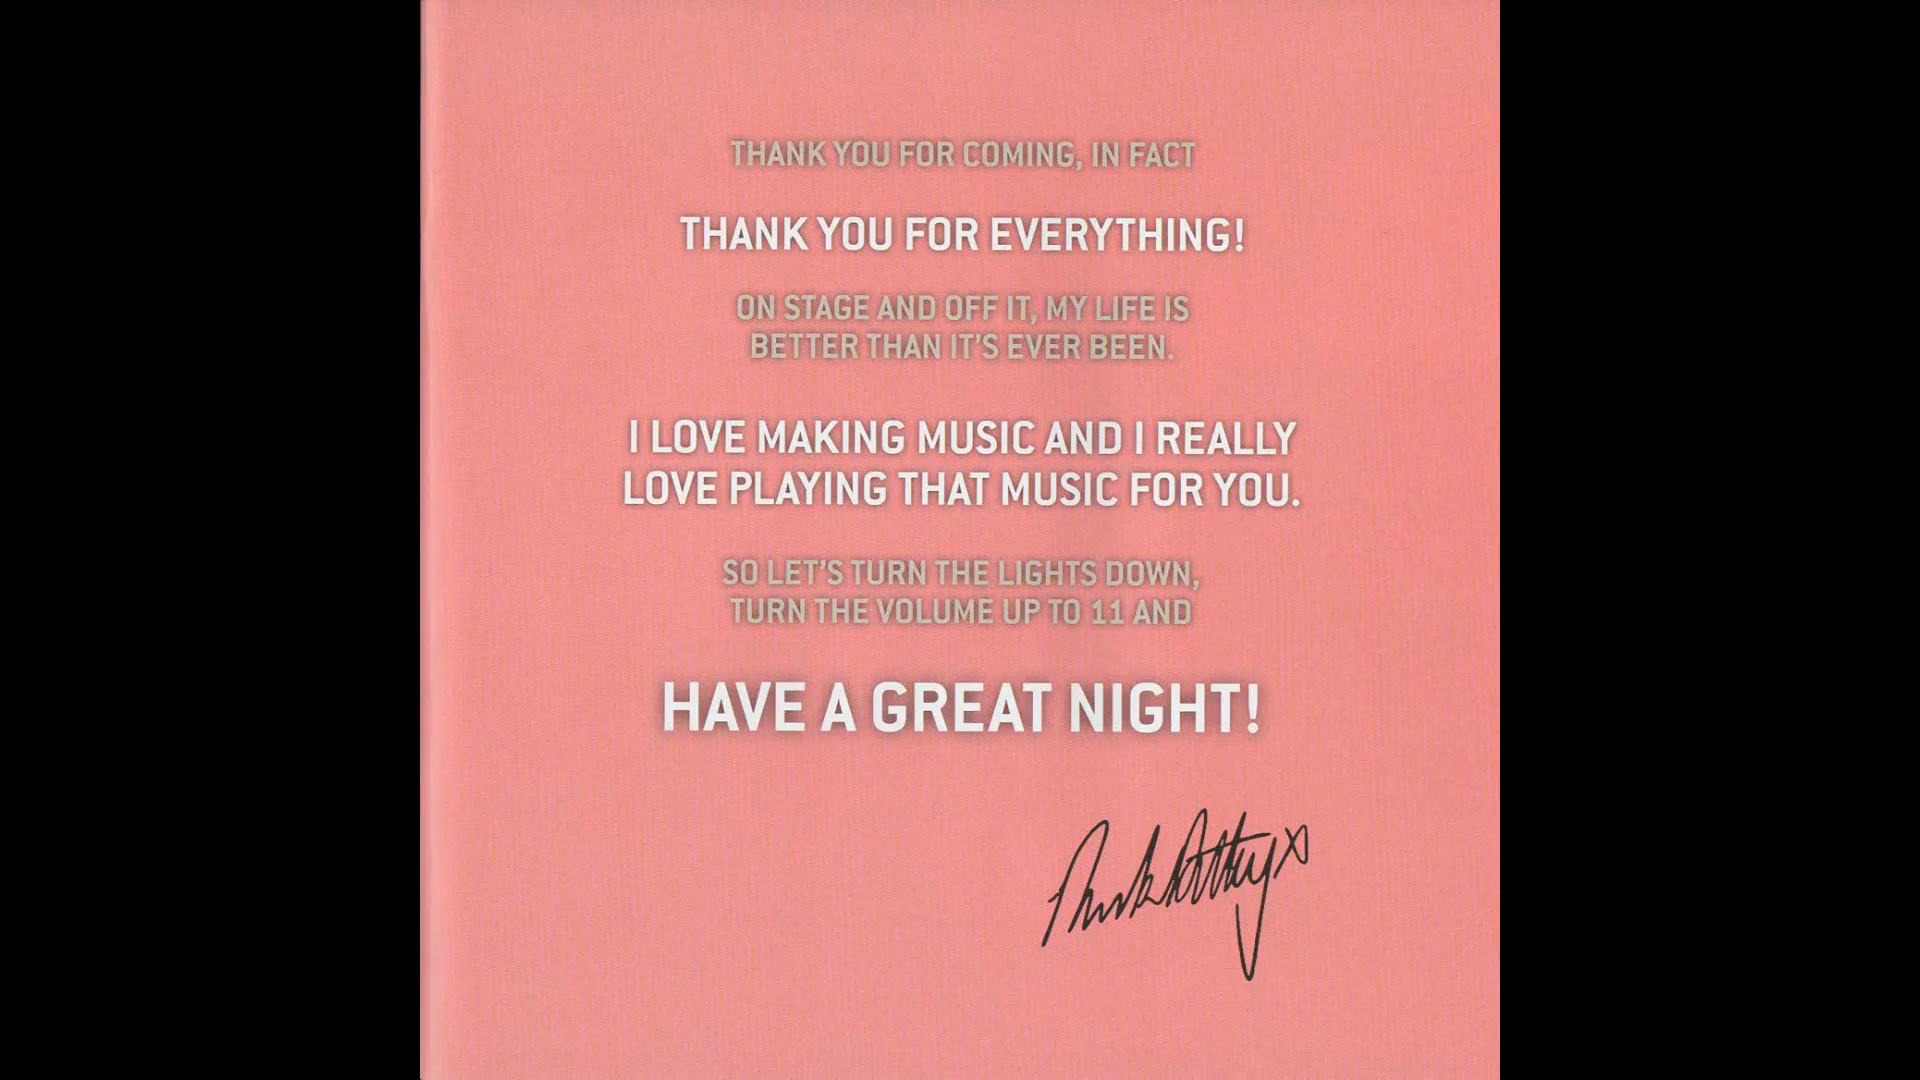 THANK YOU FOR COMING, IN FACT
THANK YOU FOR EVERYTHING!
ON STAGE AND OFF IT, MY LIFE IS
BETTER THAN IT'S EVER BEEN.
I LOVE MAKING MUSIC AND I REALLY
LOVE PLAYING THAT MUSIC FOR YOU.
SO LET'S TURN THE LIGHTS DOWN,
TURN THE VOLUME UP TO 11 AND
HAVE A GREAT NIGHT!